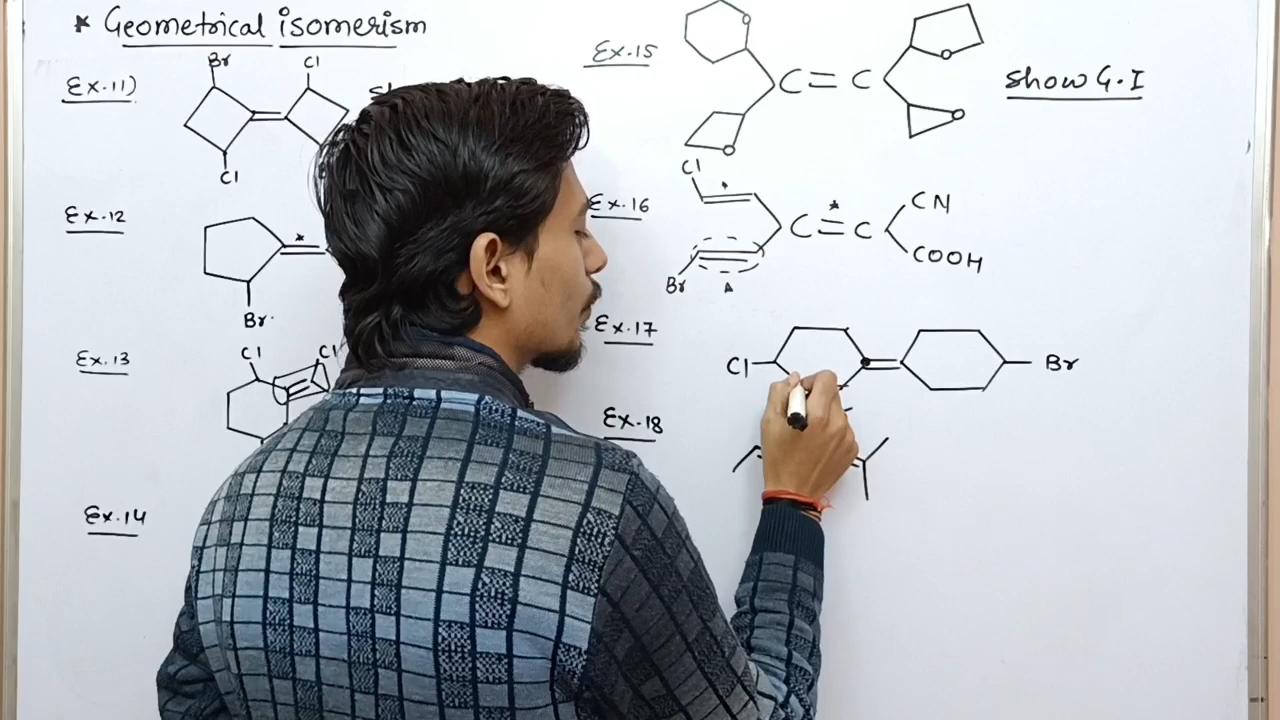 * Geometrical isomerism
Ex.11)
Br
Cl
Cl
Ex.12
*
Br.
Ex.13
Cl
Cl
Ex.14
Ex.15
C = C
Show G.I
Ex.16
Cl
*
C = C
CN
COOH
Br
Ex.17
Cl
Br
Ex.18